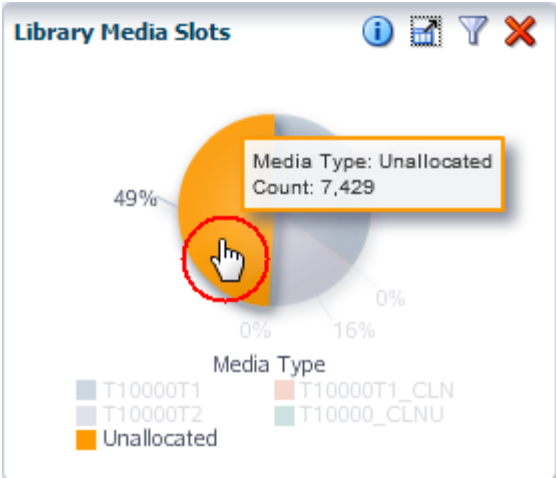 Library Media Slots
Media Type: Unallocated
Count: 7,429
49%
0%
0%
16%
Media Type
T10000T1
T10000T1_CLN
T10000T2
T10000_CLNU
Unallocated